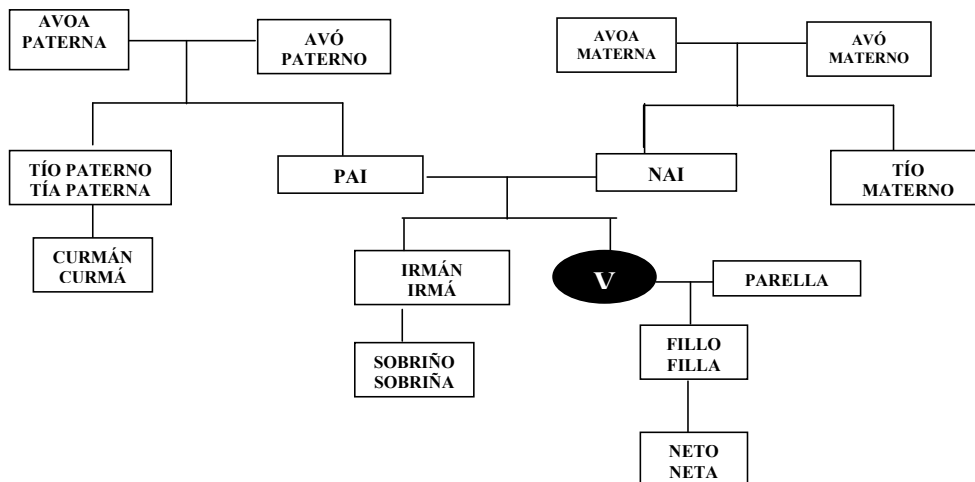 AVOA
PATERNA
AVÓ
PATERNO
AVOA
MATERNA
AVÓ
MATERNO
TÍO PATERNO
TÍA PATERNA
PAI
NAI
TÍO
MATERNO
CURMÁN
CURMÁ
IRMÁN
IRMÁ
V
PARELLA
SOBRIÑO
SOBRIÑA
FILLO
FILLA
NETO
NETA